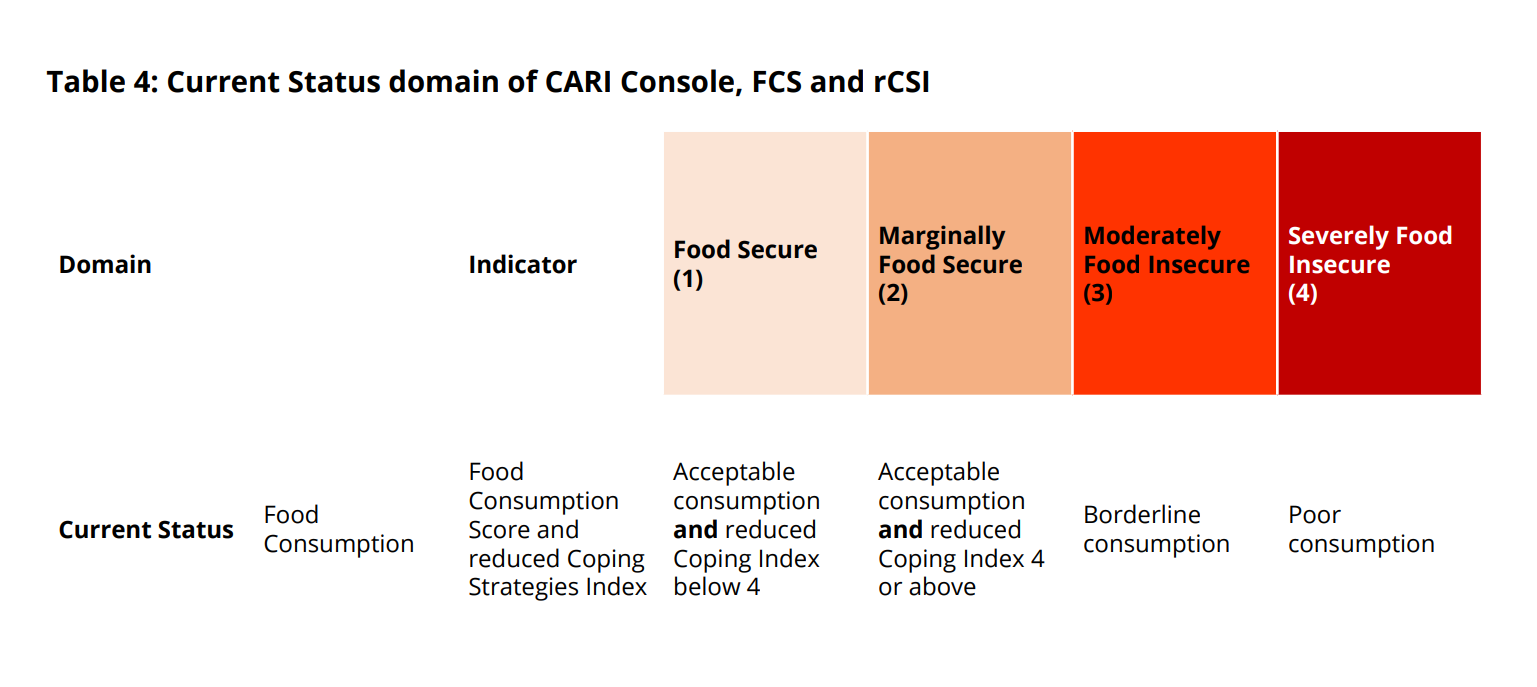 Table 4: Current Status domain of CARI Console, FCS and rCSI
Domain
Indicator
Food Secure
(1)
Marginally
Food Secure
(2)
Moderately
Food Insecure
(3)
Severely Food
Insecure
(4)
Current Status
Food
Consumption
Food
Consumption
Score and
reduced Coping
Strategies Index
Acceptable
consumption
and reduced
Coping Index
below 4
Acceptable
consumption
and reduced
Coping Index 4
or above
Borderline
consumption
Poor
consumption